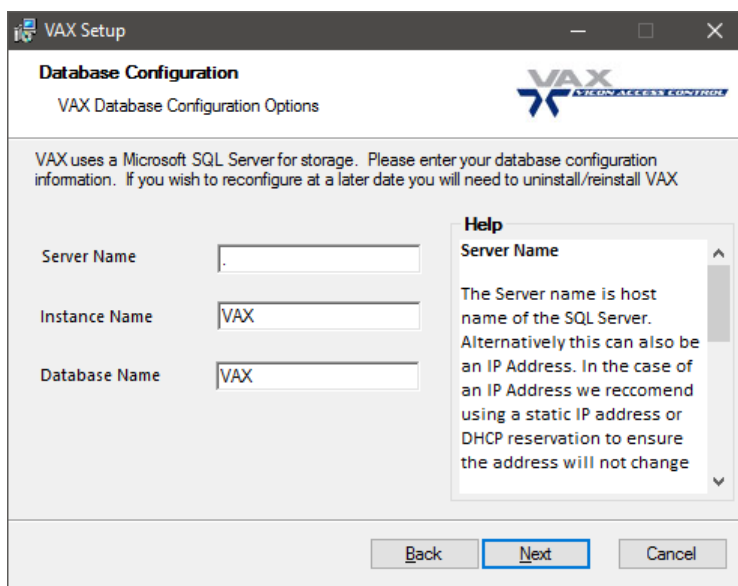 VAX Setup
Database Configuration
VAX Database Configuration Options
VAX
VICON ACCESS CONTROL
VAX uses a Microsoft SQL Server for storage. Please enter your database configuration
information. If you wish to reconfigure at a later date you will need to uninstall/reinstall VAX
Server Name
.
Instance Name
VAX
Database Name
VAX
Help
Server Name
The Server name is host
name of the SQL Server.
Alternatively this can also be
an IP Address. In the case of
an IP Address we reccomend
using a static IP address or
DHCP reservation to ensure
the address will not change
Back
Next
Cancel